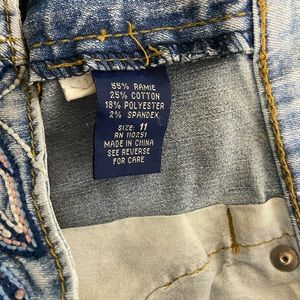 55% RAMIE
25% COTTON
18% POLYESTER
2% SPANDEX
SIZE: 11
RN 110251
MADE IN CHINA
SEE REVERSE
FOR CARE